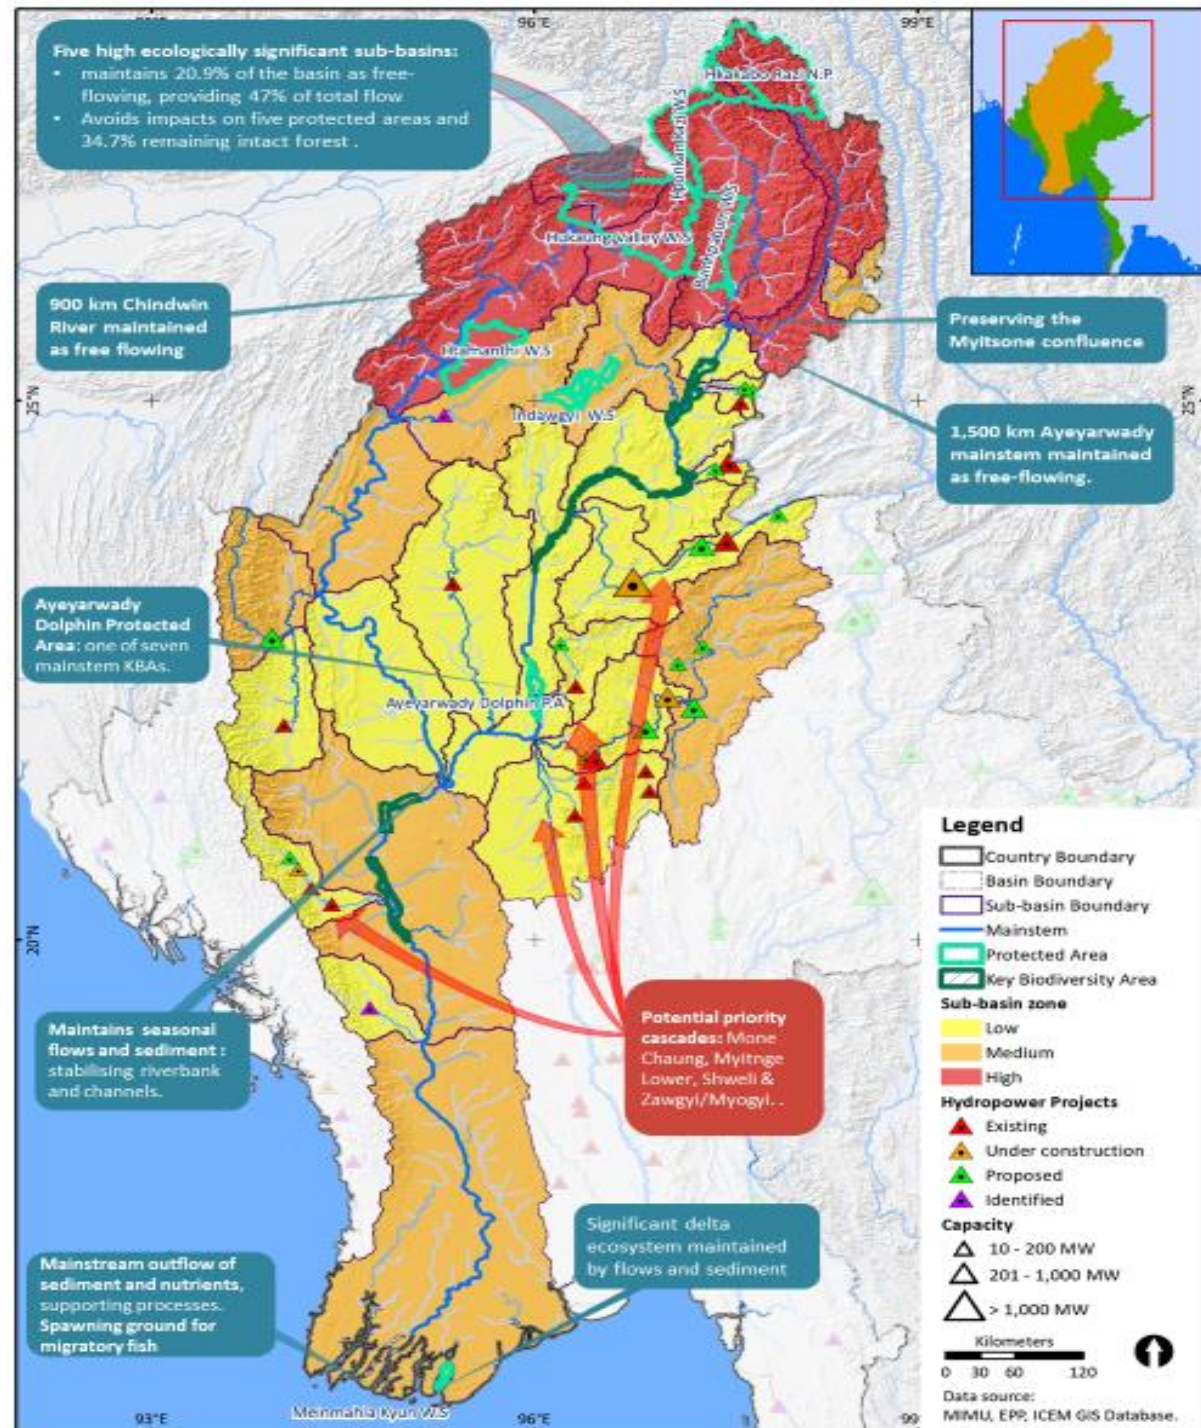 96°E
99°E
Five high ecologically significant sub-basins:
• maintains 20.9% of the basin as free-
flowing, providing 47% of total flow
• Avoids impacts on five protected areas and
34.7% remaining intact forest .
Hkakabo Razi N.P.
Hponkanrazi W.S
Hukaung Valley W.S
900 km Chindwin
River maintained
as free flowing
Preserving the
Myitsone confluence
Htamanthi W.S
Indawgyi W.S
25°N
25°N
1,500 km Ayeyarwady
mainstem maintained
as free-flowing.
Ayeyarwady
Dolphin Protected
Area: one of seven
mainstem KBAs.
Ayeyarwady Dolphin P.A
20°N
Maintains seasonal
flows and sediment :
stabilising riverbank
and channels.
Potential priority
cascades: Mone
Chaung, Myitnge
Lower, Shweli &
Zawgyi/Myogyi. .
Significant delta
ecosystem maintained
by flows and sediment
Mainstream outflow of
sediment and nutrients,
supporting processes.
Spawning ground for
migratory fish
Meinmahla Kyun W.S
93°E
96°E
99°
Legend
Country Boundary
Basin Boundary
Sub-basin Boundary
Mainstem
Protected Area
Key Biodiversity Area
Sub-basin zone
Low
Medium
High
Hydropower Projects
Existing
Under construction
Proposed
Identified
Capacity
10 - 200 MW
201 - 1,000 MW
> 1,000 MW
Kilometers
0 30 60 120
Data source:
MIMU, EPP, ICEM GIS Database.